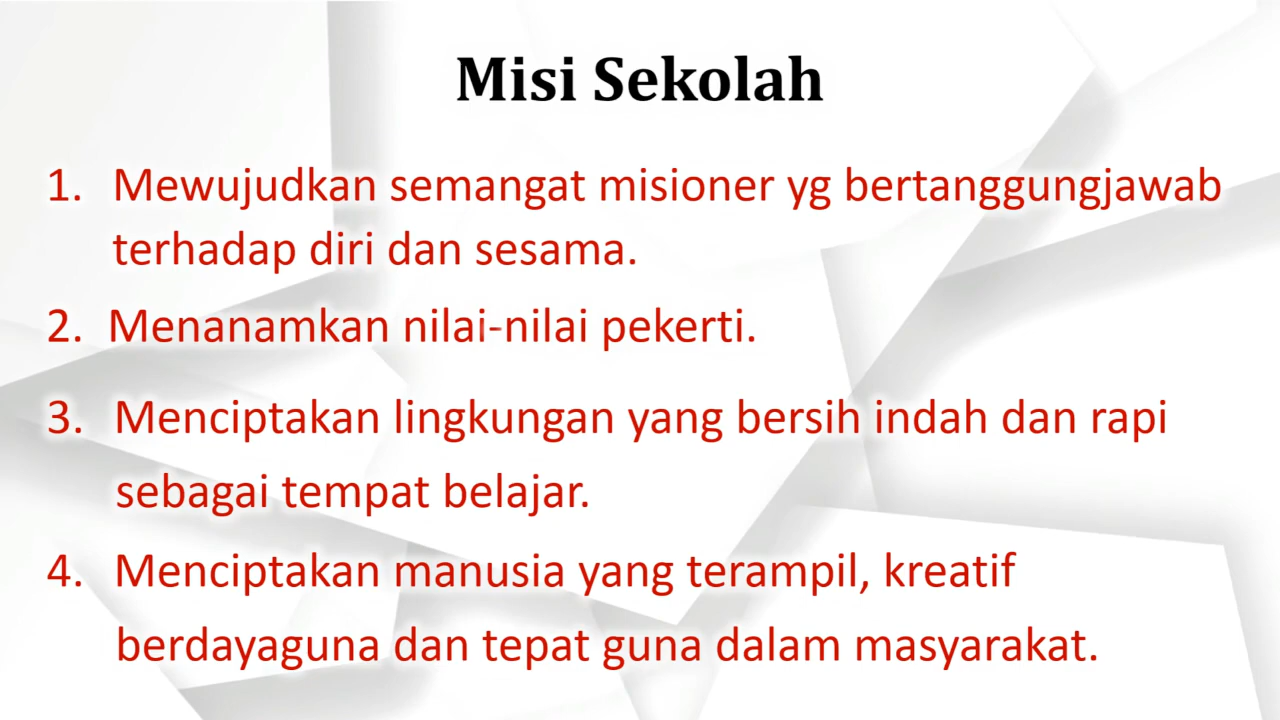 Misi Sekolah
1. Mewujudkan semangat misioner yg bertanggungjawab
terhadap diri dan sesama.
2. Menanamkan nilai-nilai pekerti.
3. Menciptakan lingkungan yang bersih indah dan rapi
sebagai tempat belajar.
4. Menciptakan manusia yang terampil, kreatif
berdayaguna dan tepat guna dalam masyarakat.